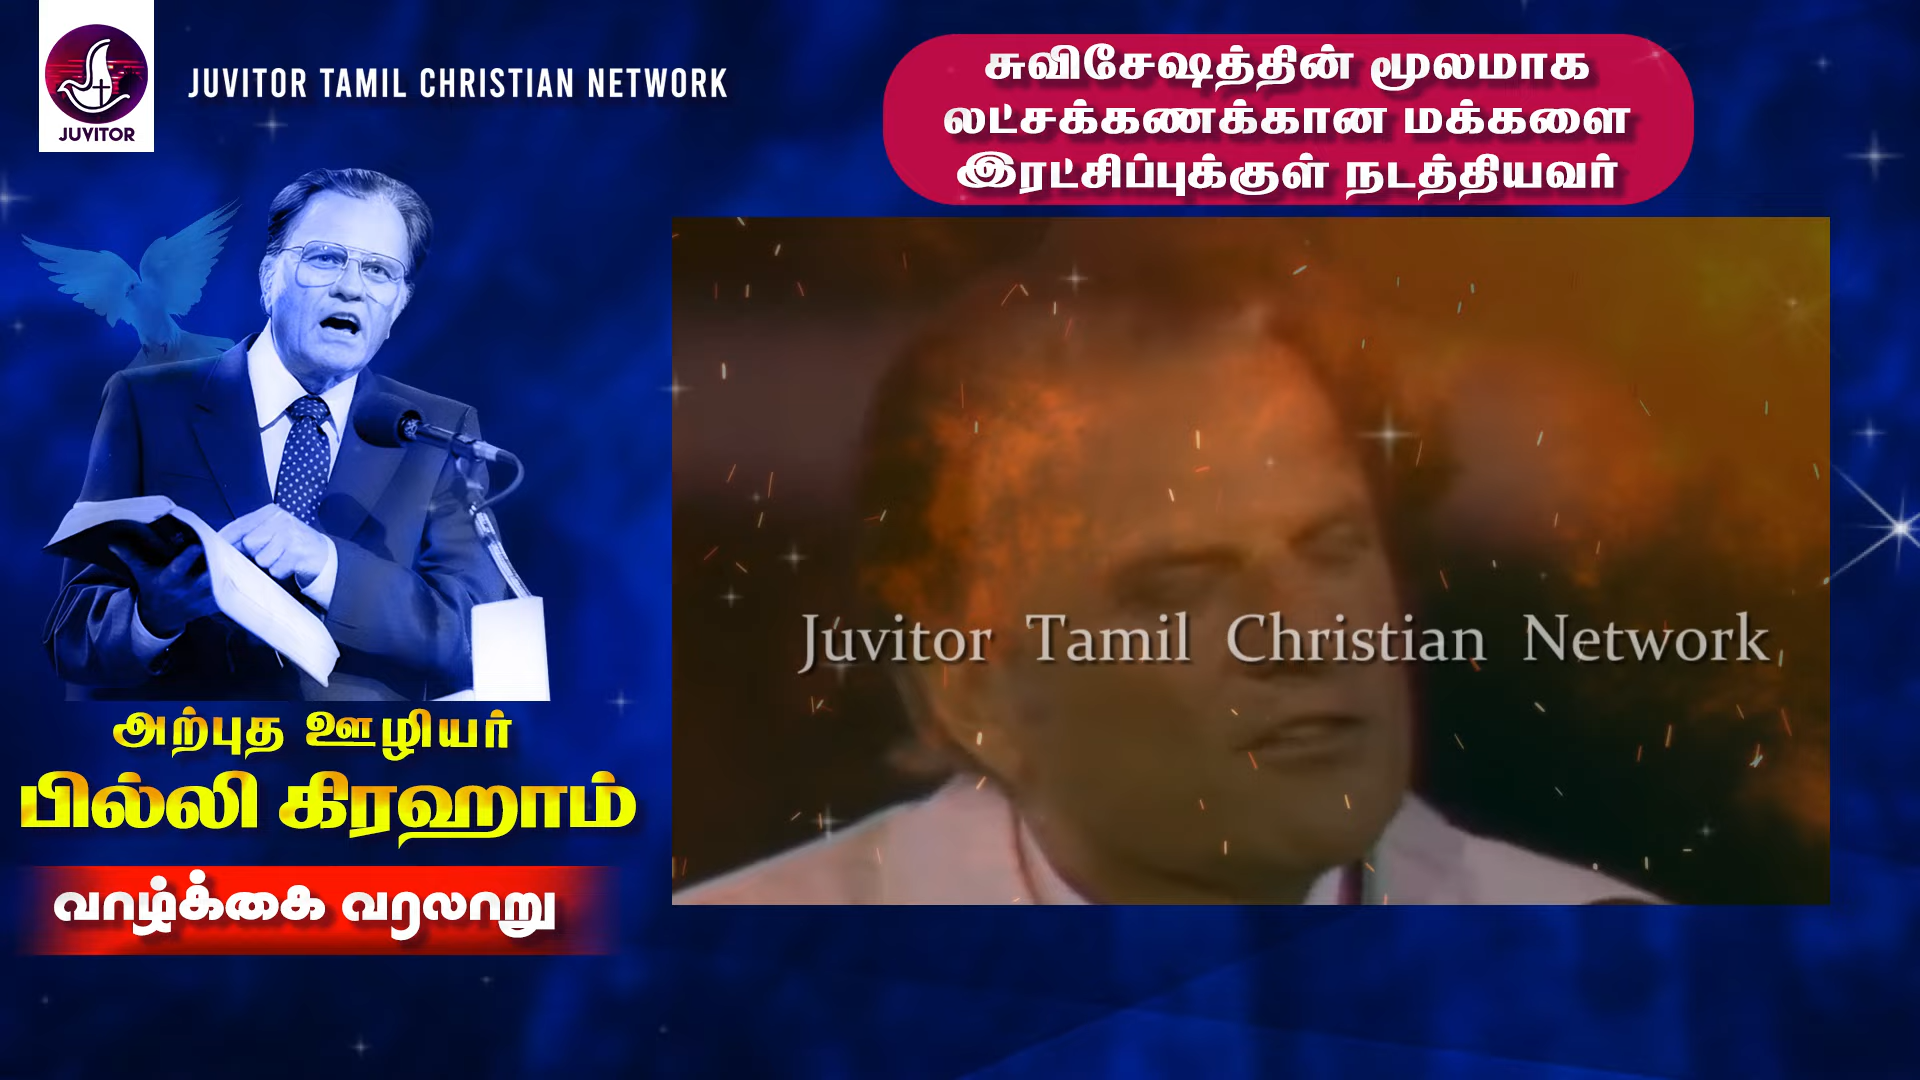 JUVITOR
JUVITOR TAMIL CHRISTIAN NETWORK
சுவிசேஷத்தின் மூலமாக
லட்சக்கணக்கான மக்களை
இரட்சிப்புக்குள் நடத்தியவர்
Juvitor Tamil Christian Network
அற்புத ஊழியர்
பில்லி கிரஹாம்
வாழ்க்கை வரலாறு